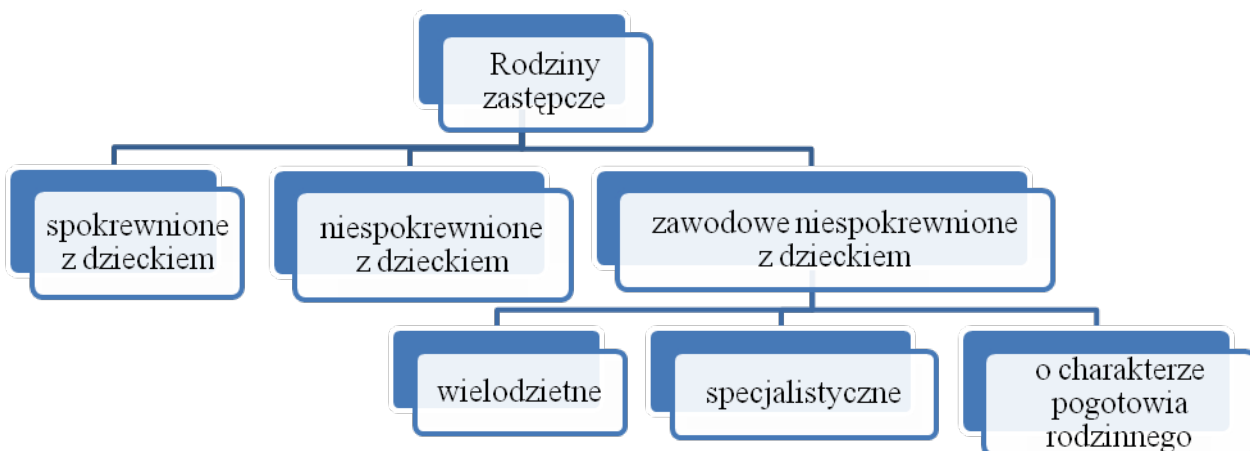 Rodziny
zastępcze
spokrewnione
z dzieckiem
niespokrewnione
z dzieckiem
zawodowe niespokrewnione
z dzieckiem
wielodzietne
specjalistyczne
o charakterze
pogotowia
rodzinnego